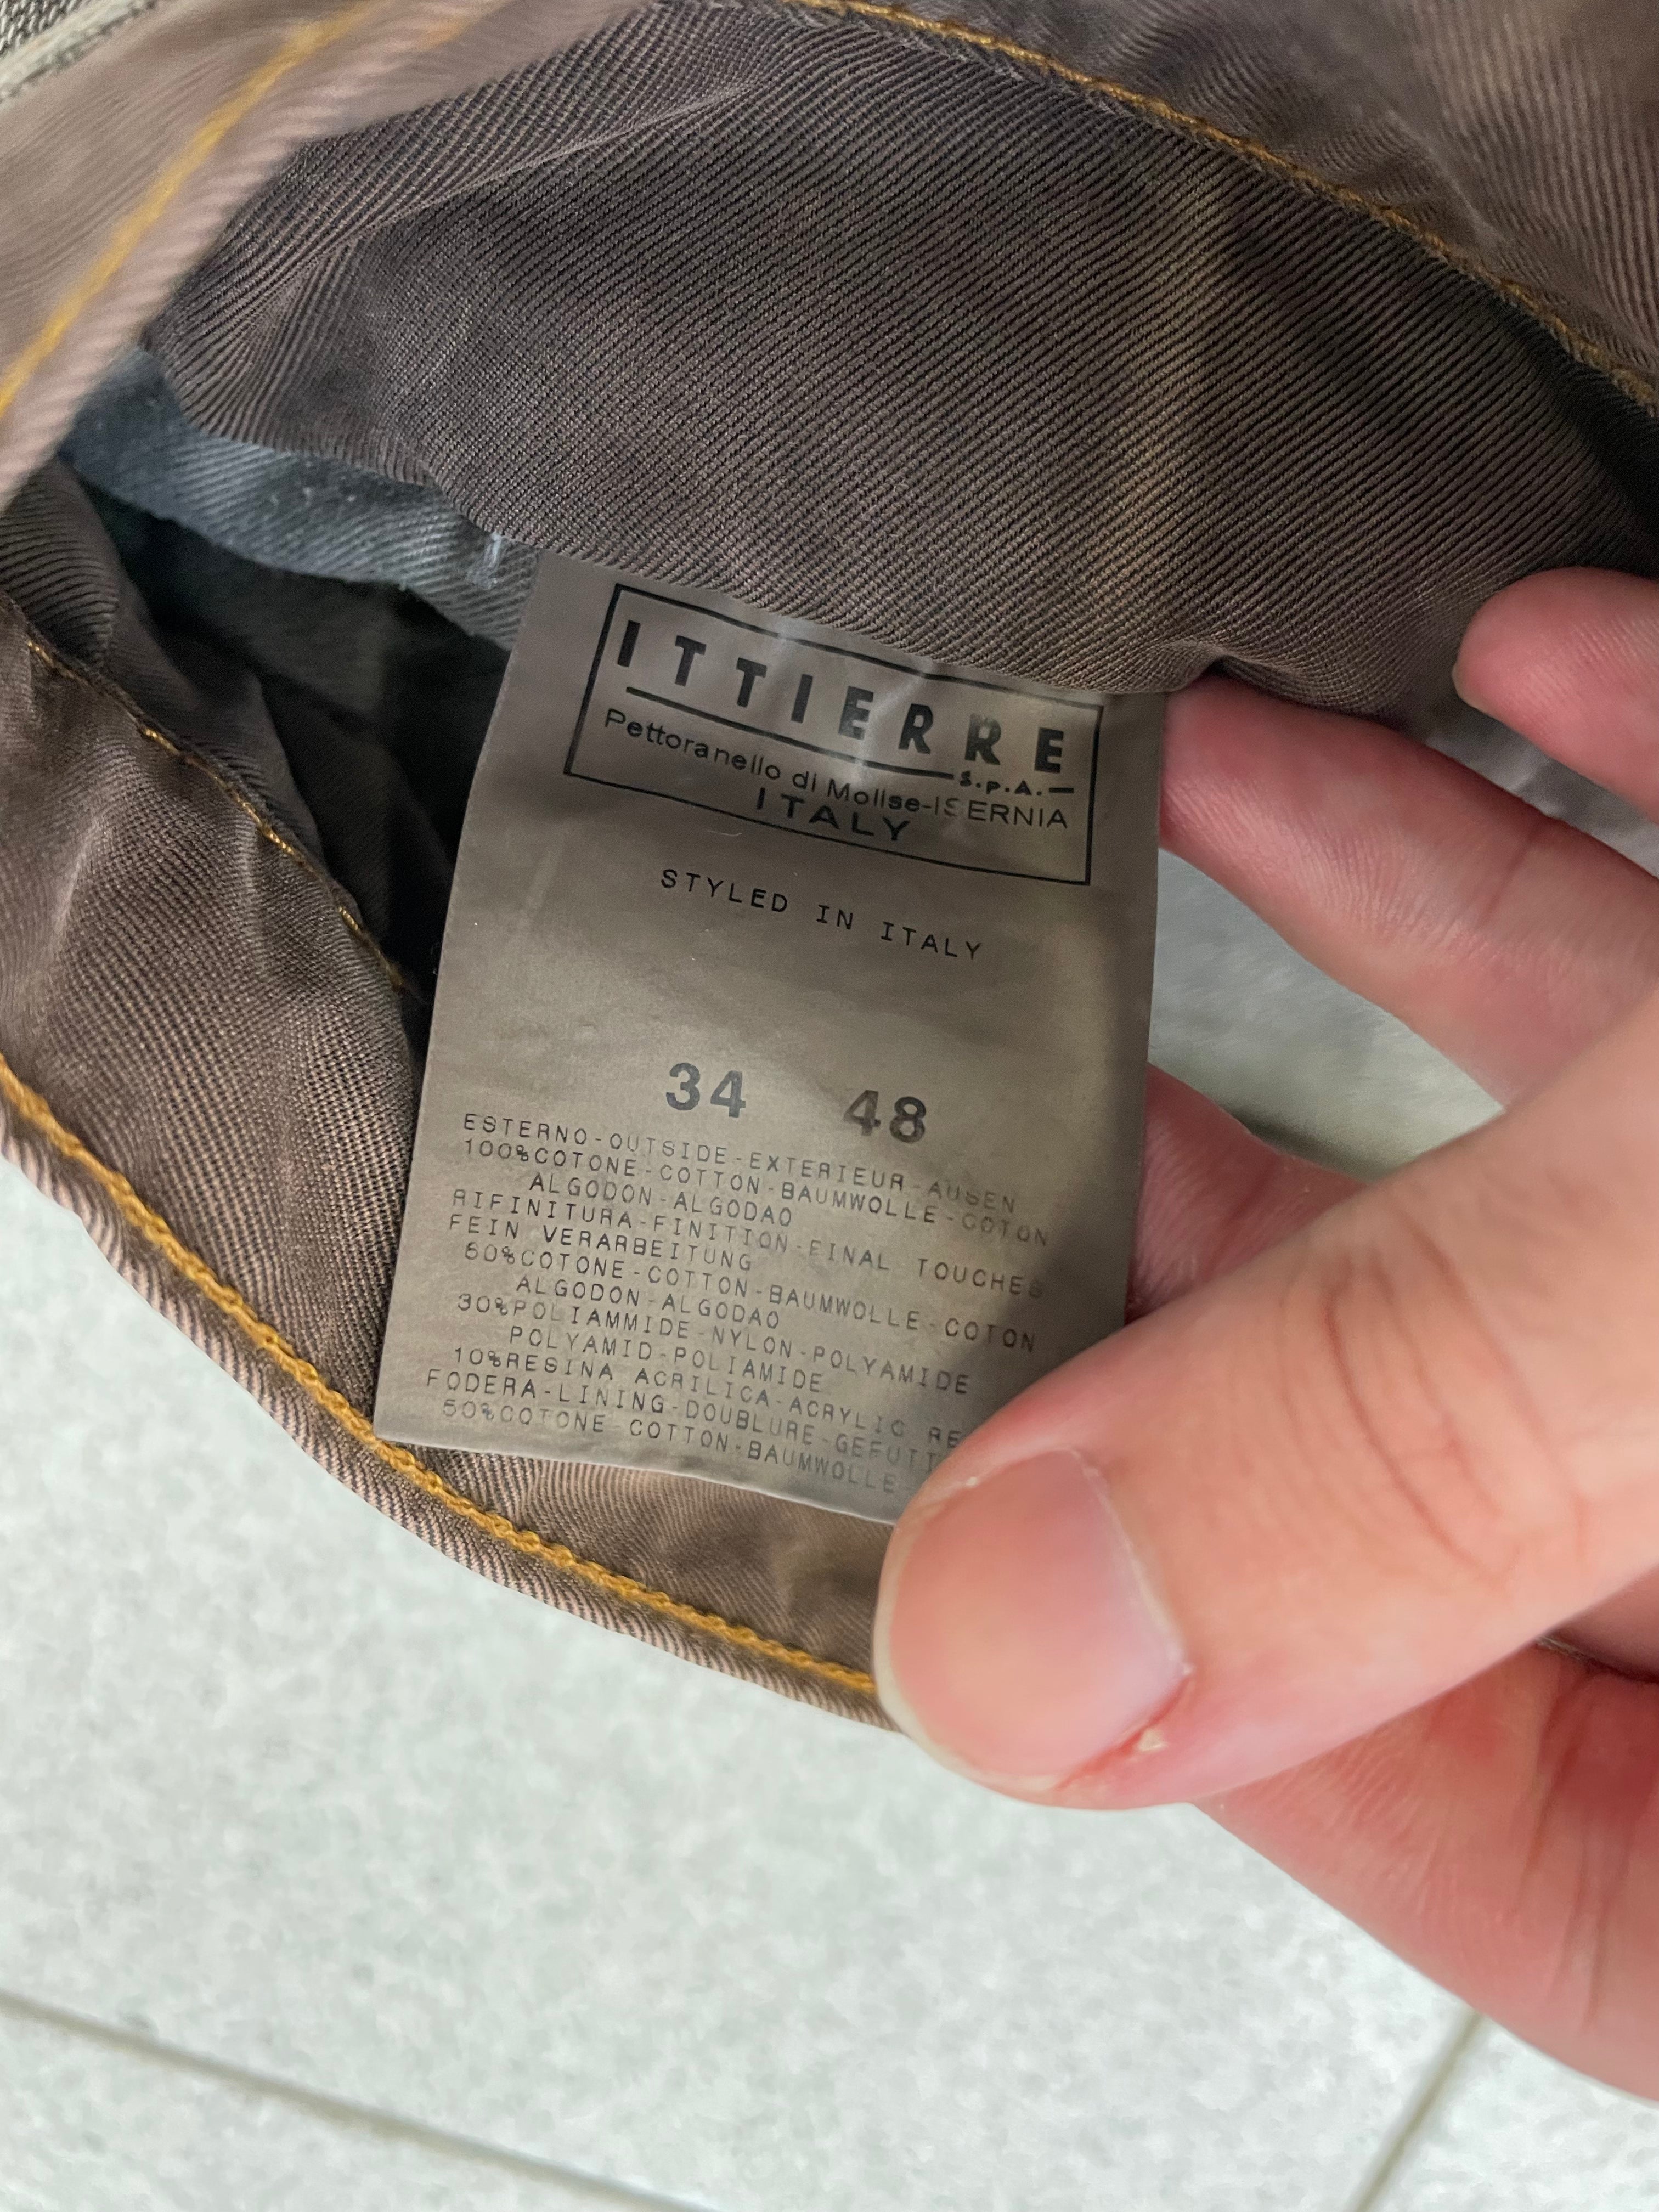 ITTIERRE
S.p.A.
Pettoranello di Molise-ISERNIA
ITALY
STYLED IN ITALY
34 48
ESTERNO-OUTSIDE-EXTERIEUR-AUSEN
100%COTONE-COTTON-BAUMWOLLE-COTON
ALGODON-ALGODAO
RIFINITURA-FINITION-FINAL TOUCHES
FEIN VERARBEITUNG
60%COTONE-COTTON-BAUMWOLLE-COTON
ALGODON-ALGODAO
30%POLIAMMIDE-NYLON-POLYAMIDE
POLYAMID-POLIAMIDE
10%RESINA ACRILICA-ACRYLIC
FODERA-LINING-DOUBLURE-
50%COTONE-COTTON-BAUMWOLLE-